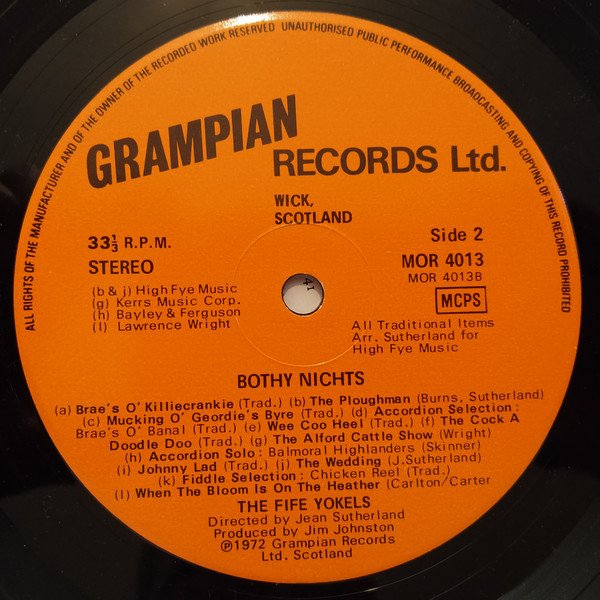 ALL RIGHTS OF THE MANUFACTURER AND OF THE OWNER OF THE RECORDED WORK RESERVED UNAUTHORISED PUBLIC PERFORMANCE BROADCASTING AND COPYING OF THIS RECORD PROHIBITED
GRAMPIAN
RECORDS Ltd.
WICK,
SCOTLAND
33⅓ R.P.M.
STEREO
(b & j) High Fye Music
(g) Kerrs Music Corp.
(h) Bayley & Ferguson
(l) Lawrence Wright
Side 2
MOR 4013
MOR 4013B
MCPS
All Traditional Items
Arr. Sutherland for
High Fye Music
BOTHY NICHTS
(a) Brae's O' Killiecrankie (Trad.) (b) The Ploughman (Burns, Sutherland)
(c) Mucking O' Geordie's Byre (Trad.) (d) Accordion Selection:
Brae's O' Banal (Trad.) (e) Wee Coo Heel (Trad.) (f) The Cock A
Doodle Doo (Trad.) (g) The Alford Cattle Show (Wright)
(h) Accordion Solo: Balmoral Highlanders (Skinner)
(i) Johnny Lad (Trad.) (j) The Wedding (J.Sutherland)
(k) Fiddle Selection: Chicken Reel (Trad.)
(l) When The Bloom Is On The Heather (Carlton/Carter
THE FIFE YOKELS
Directed by Jean Sutherland
Produced by Jim Johnston
℗1972 Grampian Records
Ltd. Scotland